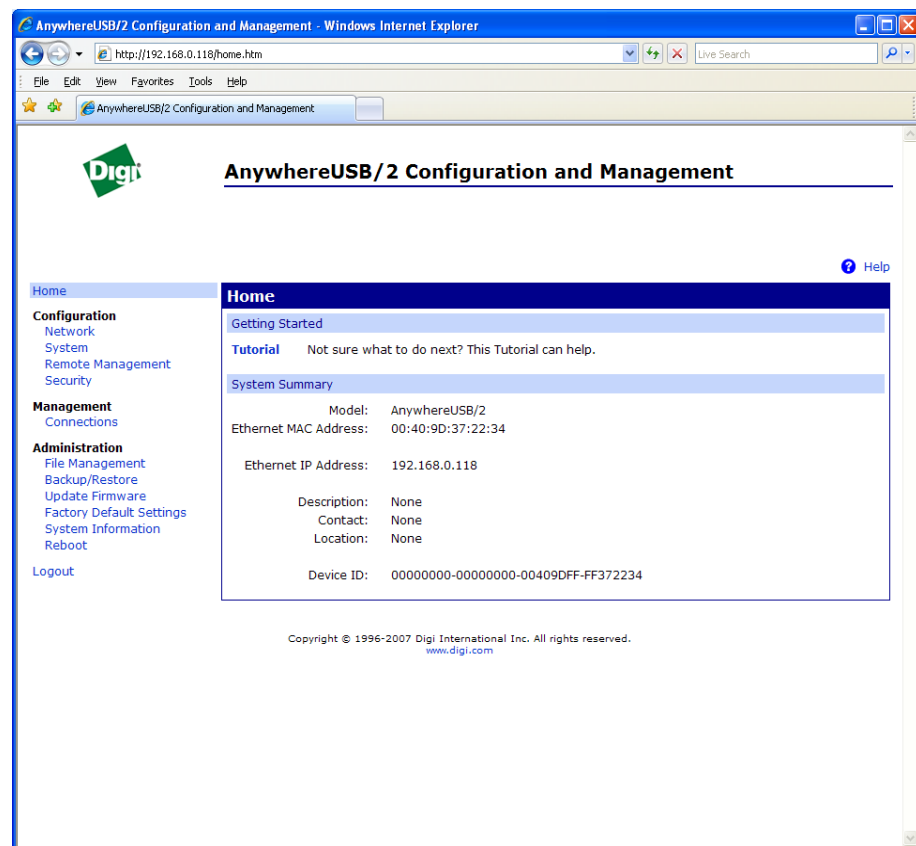 AnywhereUSB/2 Configuration and Management - Windows Internet Explorer
http://192.168.0.118/home.htm
Live Search
File Edit View Favorites Tools Help
AnywhereUSB/2 Configuration and Management
Digi
AnywhereUSB/2 Configuration and Management
? Help
Home
Configuration
Network
System
Remote Management
Security
Management
Connections
Administration
File Management
Backup/Restore
Update Firmware
Factory Default Settings
System Information
Reboot
Logout
Home
Getting Started
Tutorial Not sure what to do next? This Tutorial can help.
System Summary
Model: AnywhereUSB/2
Ethernet MAC Address: 00:40:9D:37:22:34
Ethernet IP Address: 192.168.0.118
Description: None
Contact: None
Location: None
Device ID: 00000000-00000000-00409DFF-FF372234
Copyright © 1996-2007 Digi International Inc. All rights reserved.
www.digi.com